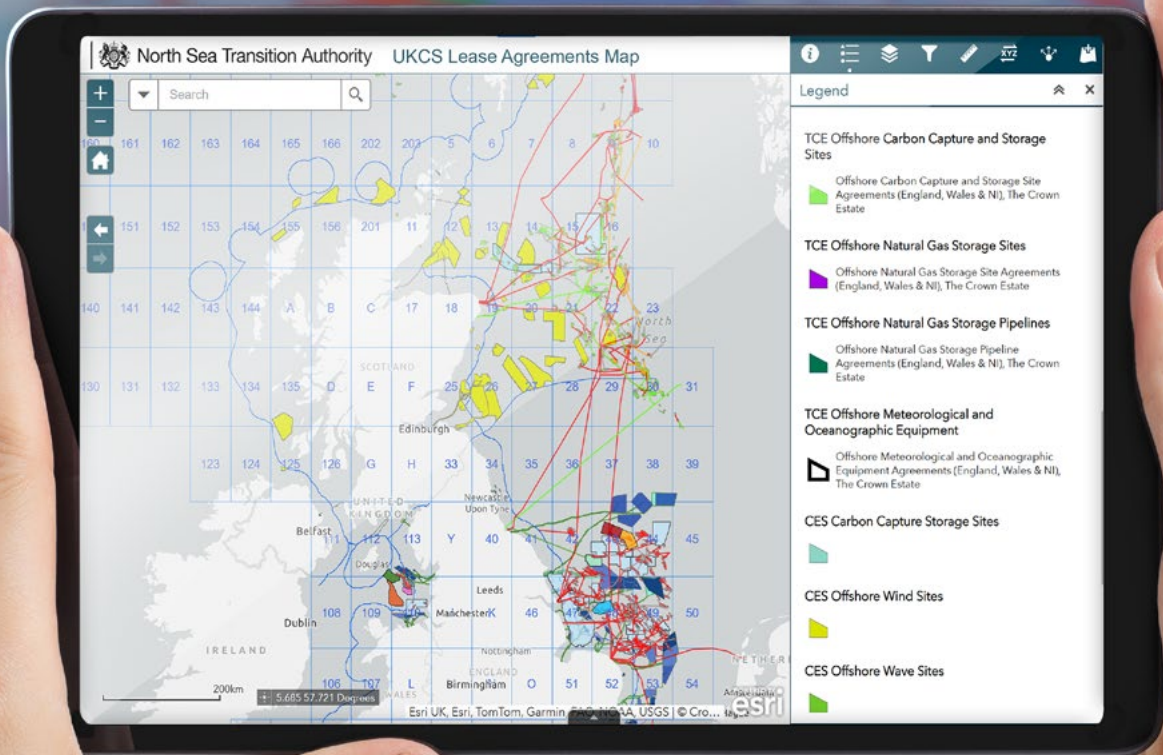 North Sea Transition Authority UKCS Lease Agreements Map
Search
Legend
160 161 162 163 164 165 166 202 203 5 6 7 8 10
151 152 153 154 155 156 201 11 12 13 14 15 16
140 141 142 143 144 A B C 17 18 19 20 21 22 23
North
Sea
SCOTLAND
130 131 132 133 134 135 D E F 25 26 27 28 29 30 31
Edinburgh
123 124 125 126 G H 33 34 35 36 37 38 39
UNITED
KINGDOM
Newcastle
Upon Tyne
Belfast
111 112 113 Y 40 41 42 44 45
Douglas
Leeds
108 109 110 Manchester K 46 47 49 50
Dublin
IRELAND
Nottingham
ENGLAND
106 107 L Birmingham O 51 52 53 54
WALES
200km
5.685 57.721 Degrees
Esri UK, Esri, TomTom, Garmin, FAO, NOAA, USGS | © Cro...
esri
TCE Offshore Carbon Capture and Storage
Sites
Offshore Carbon Capture and Storage Site
Agreements (England, Wales & NI), The Crown
Estate
TCE Offshore Natural Gas Storage Sites
Offshore Natural Gas Storage Site Agreements
(England, Wales & NI), The Crown Estate
TCE Offshore Natural Gas Storage Pipelines
Offshore Natural Gas Storage Pipeline
Agreements (England, Wales & NI), The Crown
Estate
TCE Offshore Meteorological and
Oceanographic Equipment
Offshore Meteorological and Oceanographic
Equipment Agreements (England, Wales & NI),
The Crown Estate
CES Carbon Capture Storage Sites
CES Offshore Wind Sites
CES Offshore Wave Sites